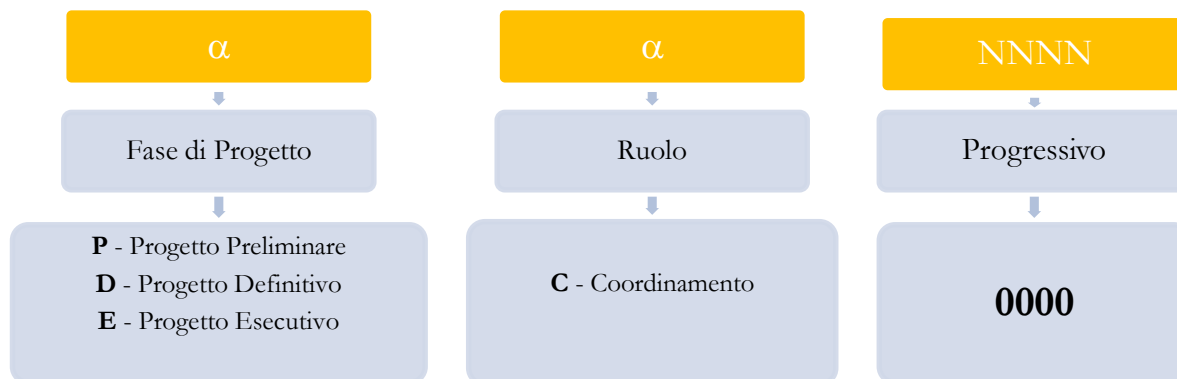 α
Fase di Progetto
P - Progetto Preliminare
D - Progetto Definitivo
E - Progetto Esecutivo
α
Ruolo
C - Coordinamento
NNNN
Progressivo
0000